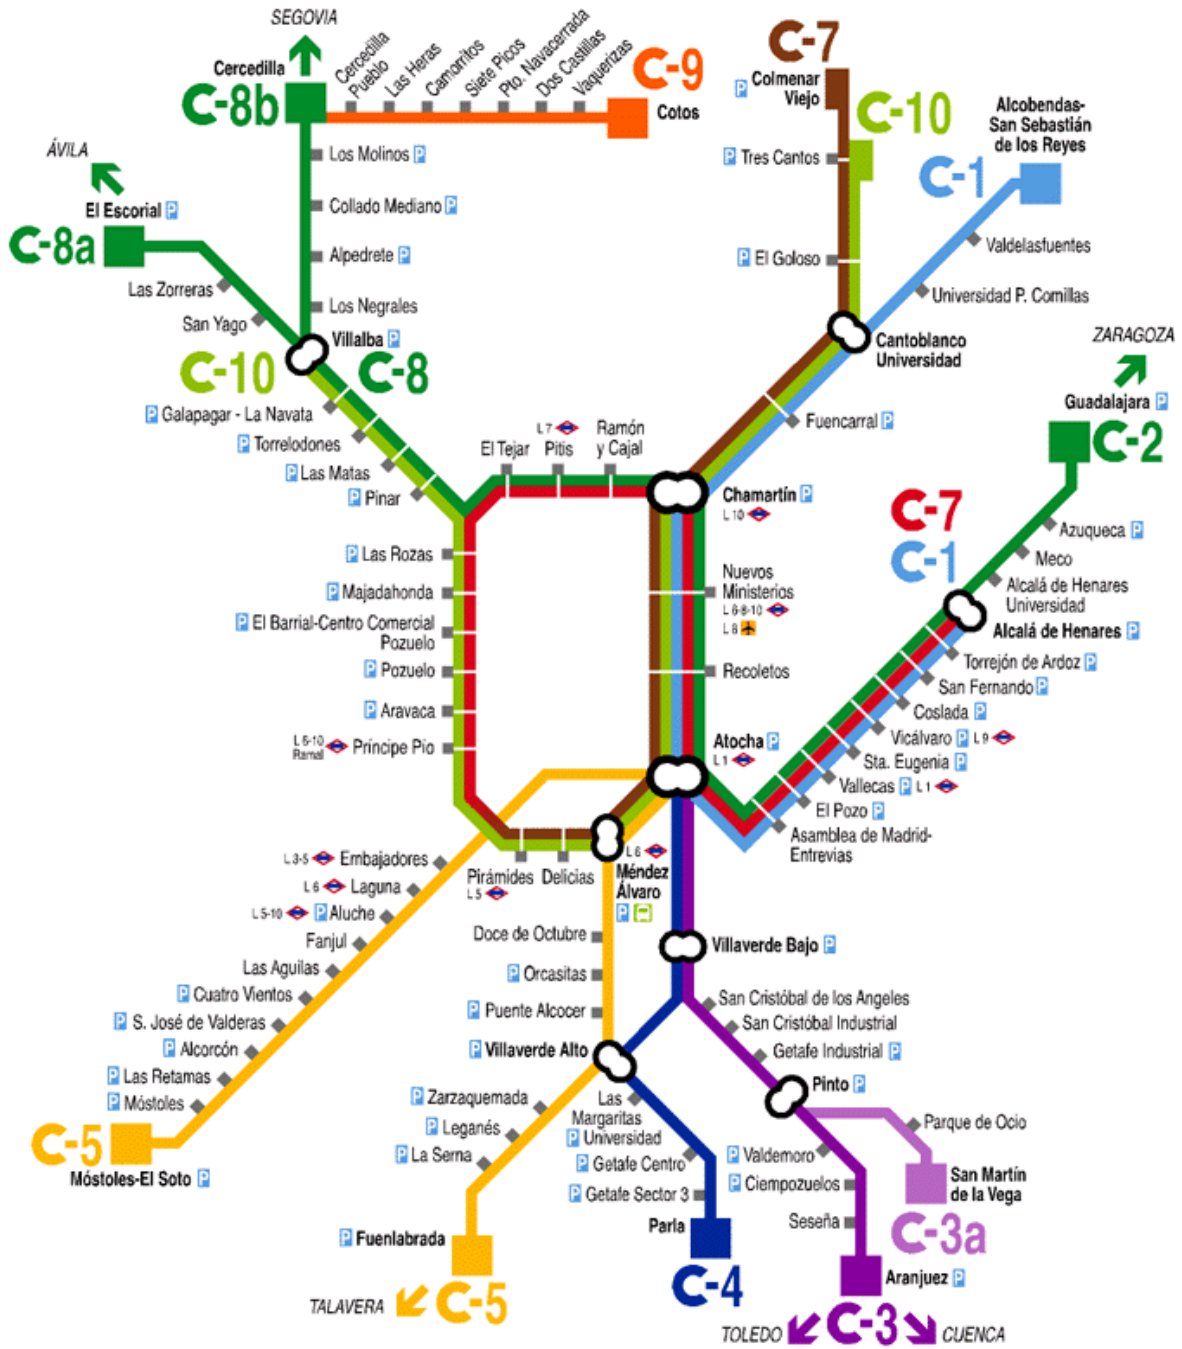 SEGOVIA
Cercedilla
C-8b
Cercedilla
Pueblo
Las Heras
Camorritos
Siete Picos
Pto. Navacerrada
Dos Castillas
Vaquerizas
C-9
Cotos
Los Molinos P
Collado Mediano P
Alpedrete P
Los Negrales
Villalba P
ÁVILA
El Escorial P
C-8a
Las Zorreras
San Yago
C-10
C-8
P Galapagar - La Navata
P Torrelodones
P Las Matas
P Pinar
C-7
P Colmenar
Viejo
C-10
P Tres Cantos
P El Goloso
Alcobendas-
San Sebastián
de los Reyes
C-1
Valdelasfuentes
Universidad P. Comillas
Cantoblanco
Universidad
Fuencarral P
ZARAGOZA
Guadalajara P
C-2
Azuqueca P
Meco
Alcalá de Henares
Universidad
C-7
C-1
Alcalá de Henares P
Torrejón de Ardoz P
San Fernando P
Coslada P
Vicálvaro P L 9
Sta. Eugenia P
Vallecas P L 1
El Pozo P
Asamblea de Madrid-
Entrevias
El Tejar
L 7
Pitis
Ramón
y Cajal
Chamartín P
L 10
Nuevos
Ministerios
L 6-8-10
L 8
Recoletos
Atocha P
L 1
P Las Rozas
P Majadahonda
P El Barrial-Centro Comercial
Pozuelo
P Pozuelo
P Aravaca
L 6-10
Ramal
Príncipe Pio
Pirámides
L 5
Delicias
L 6
Méndez
Álvaro
P
L 3-5 Embajadores
L 6 Laguna
L 5-10 P Aluche
Fanjul
Las Aguilas
P Cuatro Vientos
P S. José de Valderas
P Alcorcón
P Las Retamas
P Móstoles
C-5
Móstoles-El Soto P
Doce de Octubre
P Orcasitas
P Puente Alcocer
P Villaverde Alto
P Zarzaquemada
P Leganés
P La Serna
P Fuenlabrada
TALAVERA
C-5
Villaverde Bajo P
Las
Margaritas
P Universidad
P Getafe Centro
P Getafe Sector 3
Parla
C-4
San Cristóbal de los Angeles
San Cristóbal Industrial
Getafe Industrial P
Pinto P
Parque de Ocio
San Martín
de la Vega
C-3a
P Valdemoro
P Ciempozuelos
Seseña
Aranjuez P
TOLEDO
C-3
CUENCA